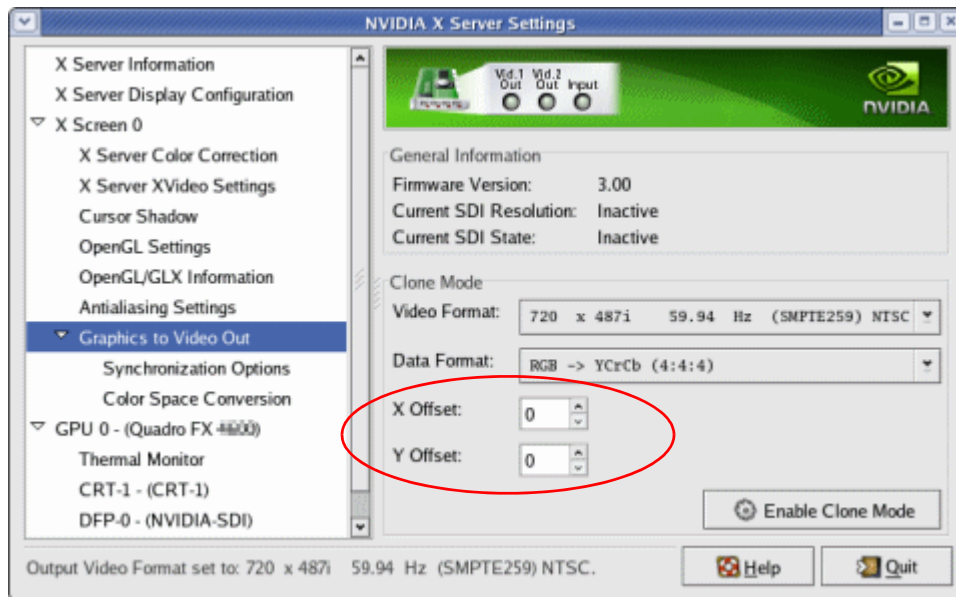 NVIDIA X Server Settings
X Server Information
X Server Display Configuration
X Screen 0
X Server Color Correction
X Server XVideo Settings
Cursor Shadow
OpenGL Settings
OpenGL/GLX Information
Antialiasing Settings
Graphics to Video Out
Synchronization Options
Color Space Conversion
GPU 0 - (Quadro FX
Thermal Monitor
CRT-1 - (CRT-1)
DFP-0 - (NVIDIA-SDI)
Vid.1 Out Vid.2 Out Input
NVIDIA
General Information
Firmware Version: 3.00
Current SDI Resolution: Inactive
Current SDI State: Inactive
Clone Mode
Video Format: 720 x 487i 59.94 Hz (SMPTE259) NTSC
Data Format: RGB -> YCrCb (4:4:4)
X Offset: 0
Y Offset: 0
Enable Clone Mode
Output Video Format set to: 720 x 487i 59.94 Hz (SMPTE259) NTSC.
Help
Quit